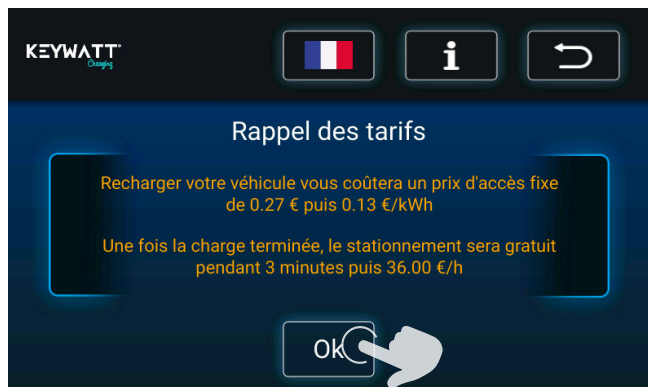 KEYWATT
Charging
i
Rappel des tarifs
Recharger votre véhicule vous coûtera un prix d'accès fixe
de 0.27 € puis 0.13 €/kWh
Une fois la charge terminée, le stationnement sera gratuit
pendant 3 minutes puis 36.00 €/h
Ok